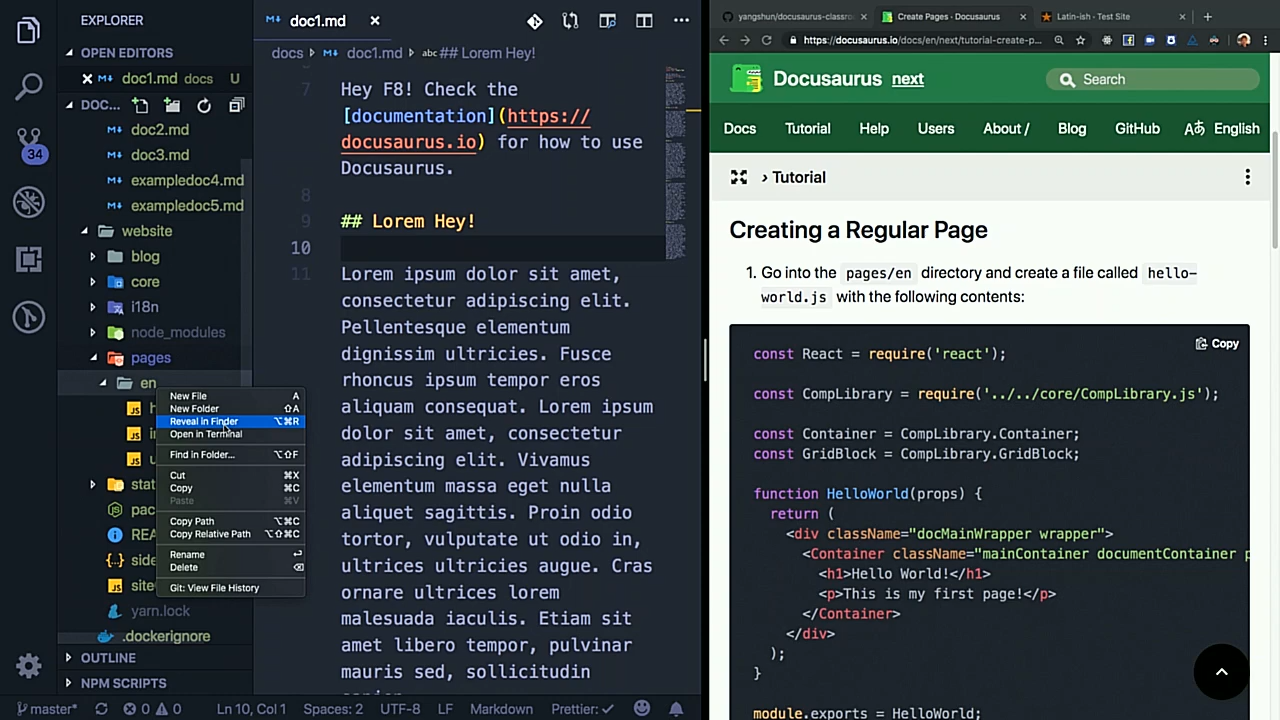 EXPLORER
OPEN EDITORS
doc1.md docs U
DOC...
doc2.md
doc3.md
exampledoc4.md
exampledoc5.md
website
blog
core
i18n
node_modules
pages
en
New File A
New Folder ⇧A
Reveal in Finder ⌥⌘R
Open in Terminal
Find in Folder... ⌥⇧F
Cut ⌘X
Copy ⌘C
Paste ⌘V
Copy Path ⌥⌘C
Copy Relative Path ⌥⇧⌘C
Rename
Delete
Git: View File History
stat
pac
REA
side
site
yarn.lock
.dockerignore
OUTLINE
NPM SCRIPTS
34
master*
0
0
Ln 10, Col 1
Spaces: 2
UTF-8
LF
Markdown
Prettier: ✓
doc1.md
docs › doc1.md › abc ## Lorem Hey!
7 Hey F8! Check the
[documentation](https://
docusaurus.io) for how to use
Docusaurus.
8
9 ## Lorem Hey!
10
11 Lorem ipsum dolor sit amet,
consectetur adipiscing elit.
Pellentesque elementum
dignissim ultricies. Fusce
rhoncus ipsum tempor eros
aliquam consequat. Lorem ipsum
dolor sit amet, consectetur
adipiscing elit. Vivamus
elementum massa eget nulla
aliquet sagittis. Proin odio
tortor, vulputate ut odio in,
ultrices ultricies augue. Cras
ornare ultrices lorem
malesuada iaculis. Etiam sit
amet libero tempor, pulvinar
mauris sed, sollicitudin
yangshun/docusaurus-classro
Create Pages · Docusaurus
Latin-ish · Test Site
https://docusaurus.io/docs/en/next/tutorial-create-p...
Docusaurus next
Search
Docs Tutorial Help Users About / Blog GitHub English
› Tutorial
Creating a Regular Page
1. Go into the pages/en directory and create a file called hello-
world.js with the following contents:
Copy
const React = require('react');
const CompLibrary = require('../../core/CompLibrary.js');
const Container = CompLibrary.Container;
const GridBlock = CompLibrary.GridBlock;
function HelloWorld(props) {
return (
<div className="docMainWrapper wrapper">
<Container className="mainContainer documentContainer p
<h1>Hello World!</h1>
<p>This is my first page!</p>
</Container>
</div>
);
}
module.exports = HelloWorld;